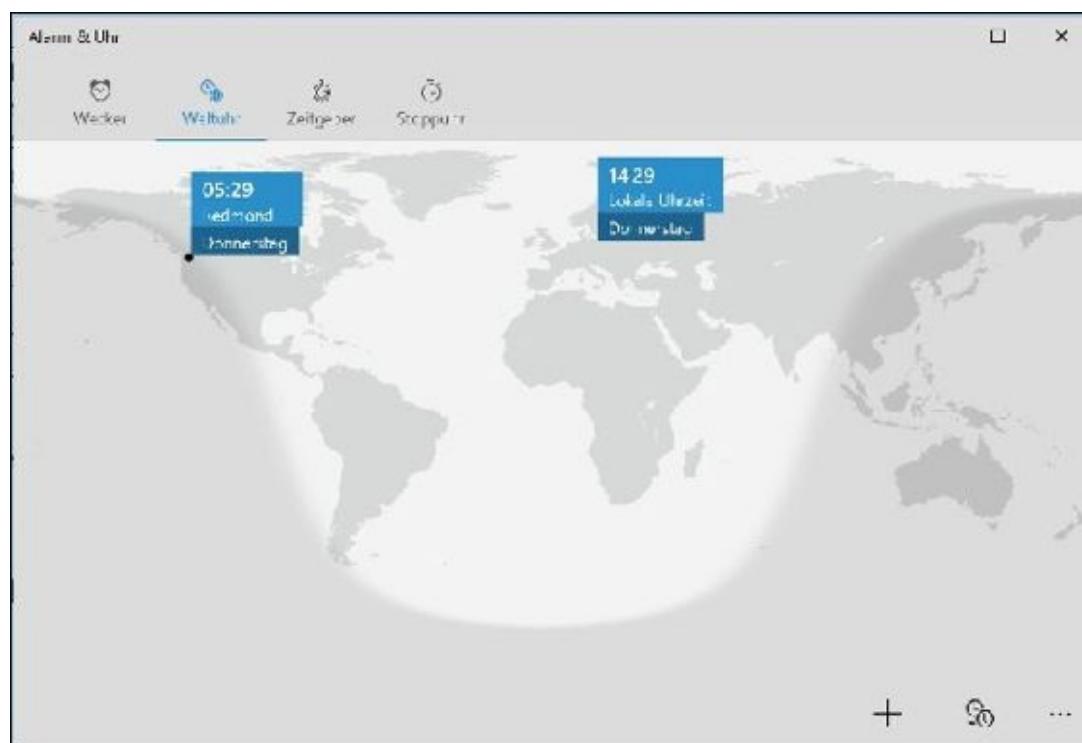 Alarm & Uhr
Wecker
Weltuhr
Zeitgeber
Stoppuhr
05:29
Redmond
Donnerstag
14:29
Lokale Uhrzeit
Donnerstag